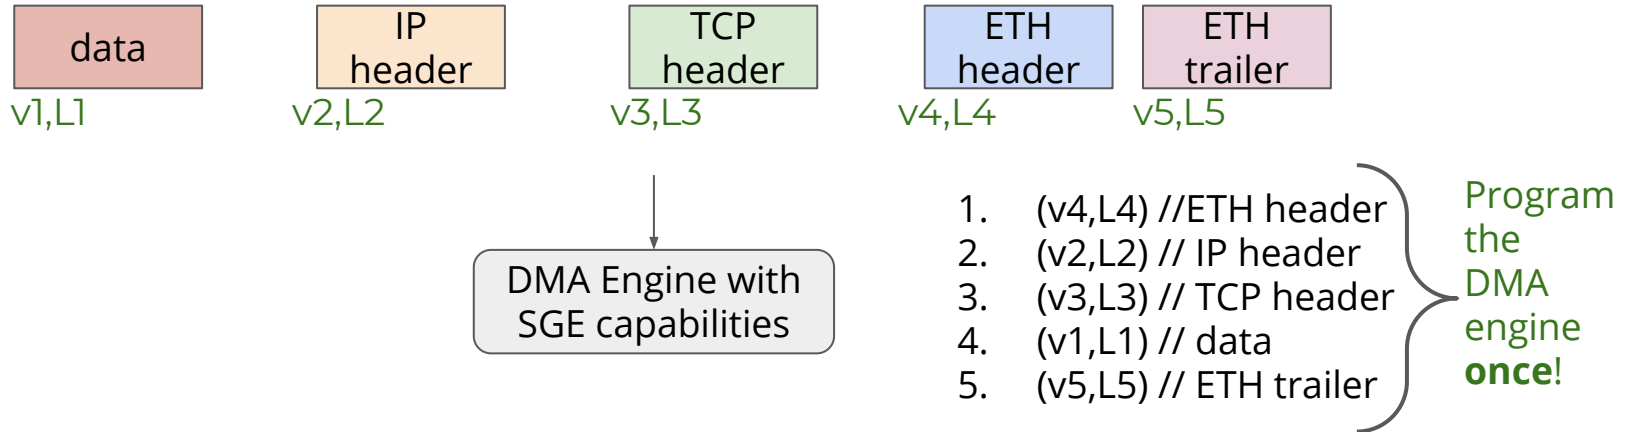 data
IP
header
TCP
header
ETH
header
ETH
trailer
v1,L1
v2,L2
v3,L3
v4,L4
v5,L5
DMA Engine with
SGE capabilities
1. (v4,L4) //ETH header
2. (v2,L2) // IP header
3. (v3,L3) // TCP header
4. (v1,L1) // data
5. (v5,L5) // ETH trailer
Program
the
DMA
engine
once!